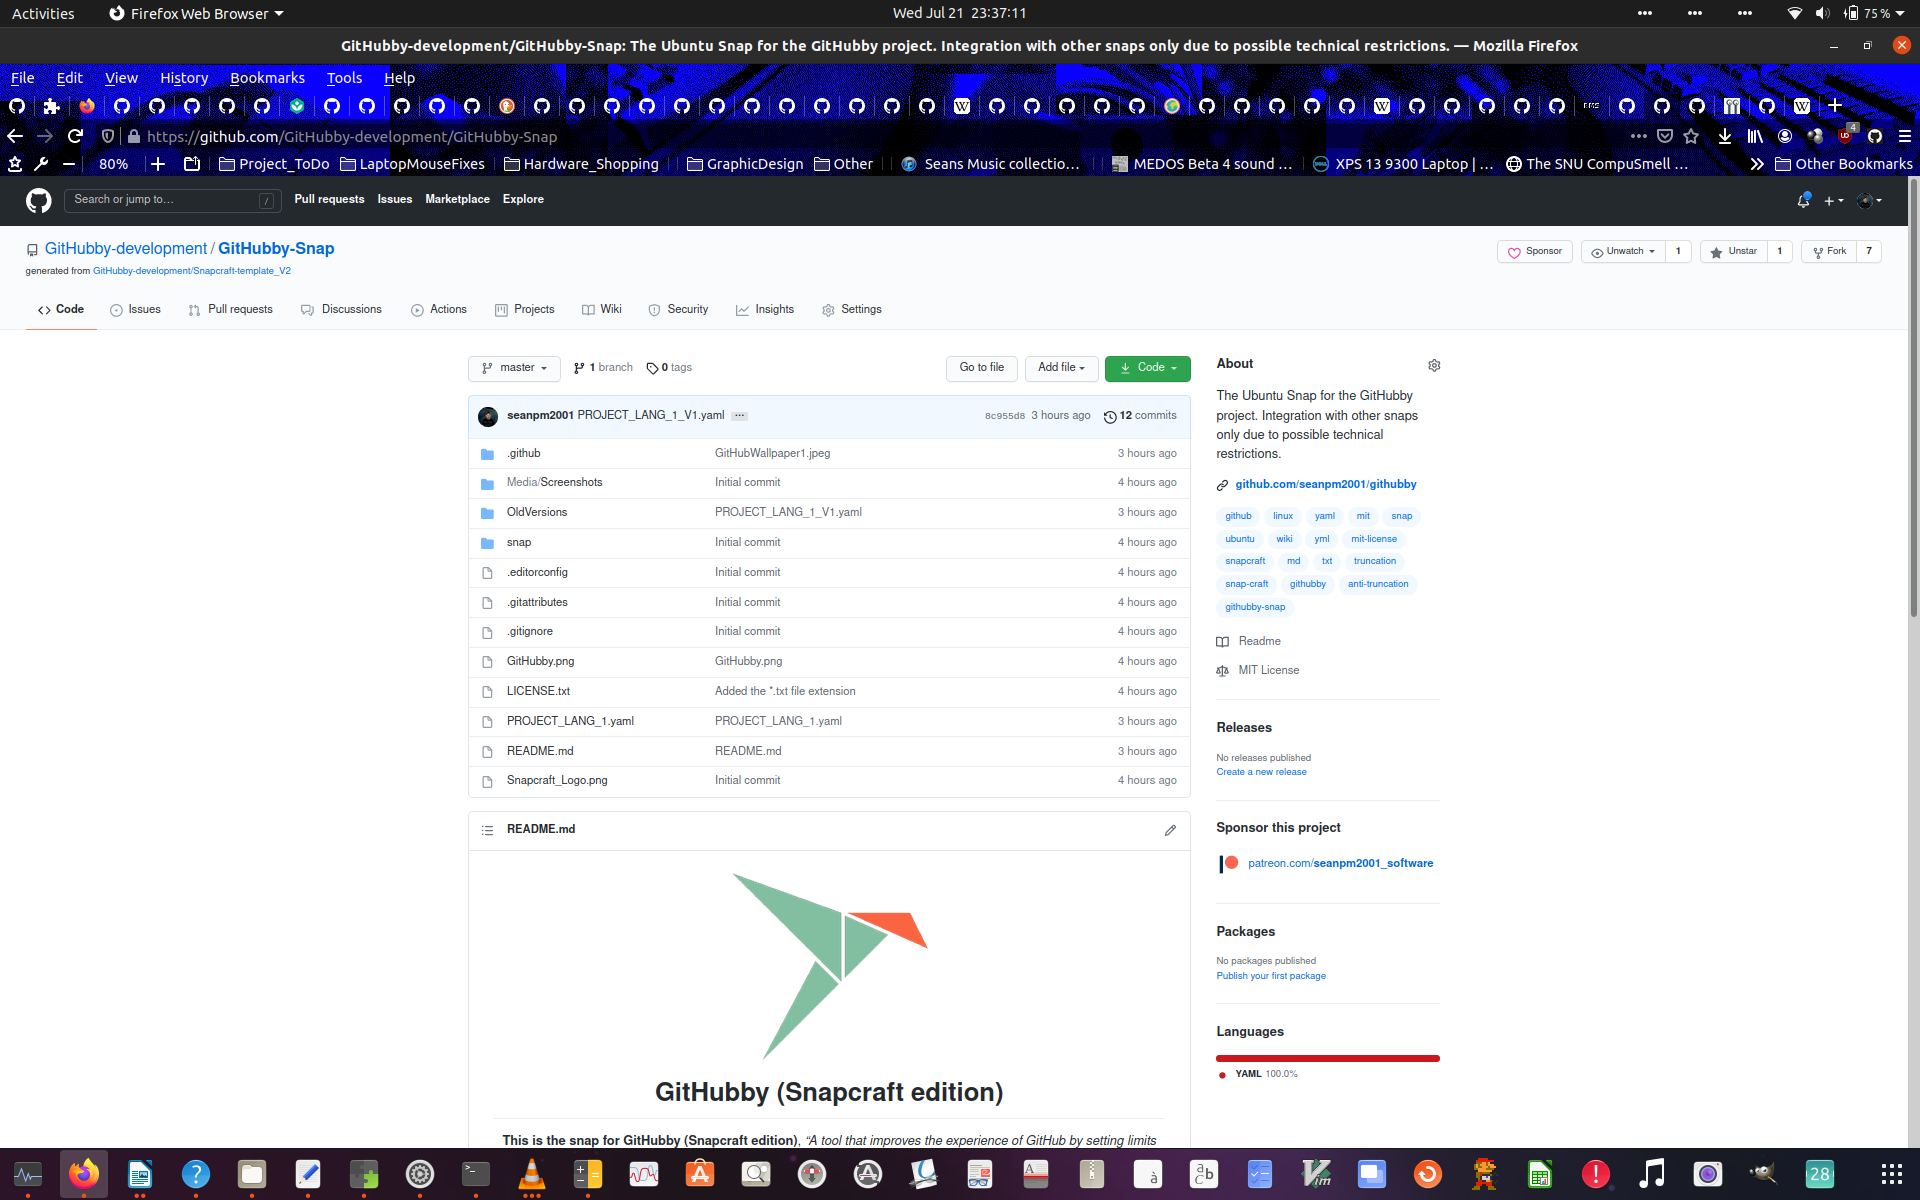 Activities Firefox Web Browser Wed Jul 21 23:37:11 75 %
GitHubby-development/GitHubby-Snap: The Ubuntu Snap for the GitHubby project. Integration with other snaps only due to possible technical restrictions. — Mozilla Firefox
File Edit View History Bookmarks Tools Help
https://github.com/GitHubby-development/GitHubby-Snap 4
80% Project_ToDo LaptopMouseFixes Hardware_Shopping GraphicDesign Other Seans Music collectio… MEDOS Beta 4 sound … XPS 13 9300 Laptop | … The SNU CompuSmell … Other Bookmarks
Search or jump to… / Pull requests Issues Marketplace Explore
GitHubby-development / GitHubby-Snap Sponsor Unwatch 1 Unstar 1 Fork 7
generated from GitHubby-development/Snapcraft-template_V2
Code Issues Pull requests Discussions Actions Projects Wiki Security Insights Settings
master 1 branch 0 tags Go to file Add file Code
seanpm2001 PROJECT_LANG_1_V1.yaml ... 8c955d8 3 hours ago 12 commits
.github GitHubWallpaper1.jpeg 3 hours ago
Media/Screenshots Initial commit 4 hours ago
OldVersions PROJECT_LANG_1_V1.yaml 3 hours ago
snap Initial commit 4 hours ago
.editorconfig Initial commit 4 hours ago
.gitattributes Initial commit 4 hours ago
.gitignore Initial commit 4 hours ago
GitHubby.png GitHubby.png 4 hours ago
LICENSE.txt Added the *.txt file extension 4 hours ago
PROJECT_LANG_1.yaml PROJECT_LANG_1.yaml 3 hours ago
README.md README.md 3 hours ago
Snapcraft_Logo.png Initial commit 4 hours ago
README.md
GitHubby (Snapcraft edition)
This is the snap for GitHubby (Snapcraft edition), “A tool that improves the experience of GitHub by setting limits
About
The Ubuntu Snap for the GitHubby
project. Integration with other snaps
only due to possible technical
restrictions.
github.com/seanpm2001/githubby
github linux yaml mit snap
ubuntu wiki yml mit-license
snapcraft md txt truncation
snap-craft githubby anti-truncation
githubby-snap
Readme
MIT License
Releases
No releases published
Create a new release
Sponsor this project
patreon.com/seanpm2001_software
Packages
No packages published
Publish your first package
Languages
YAML 100.0%
28